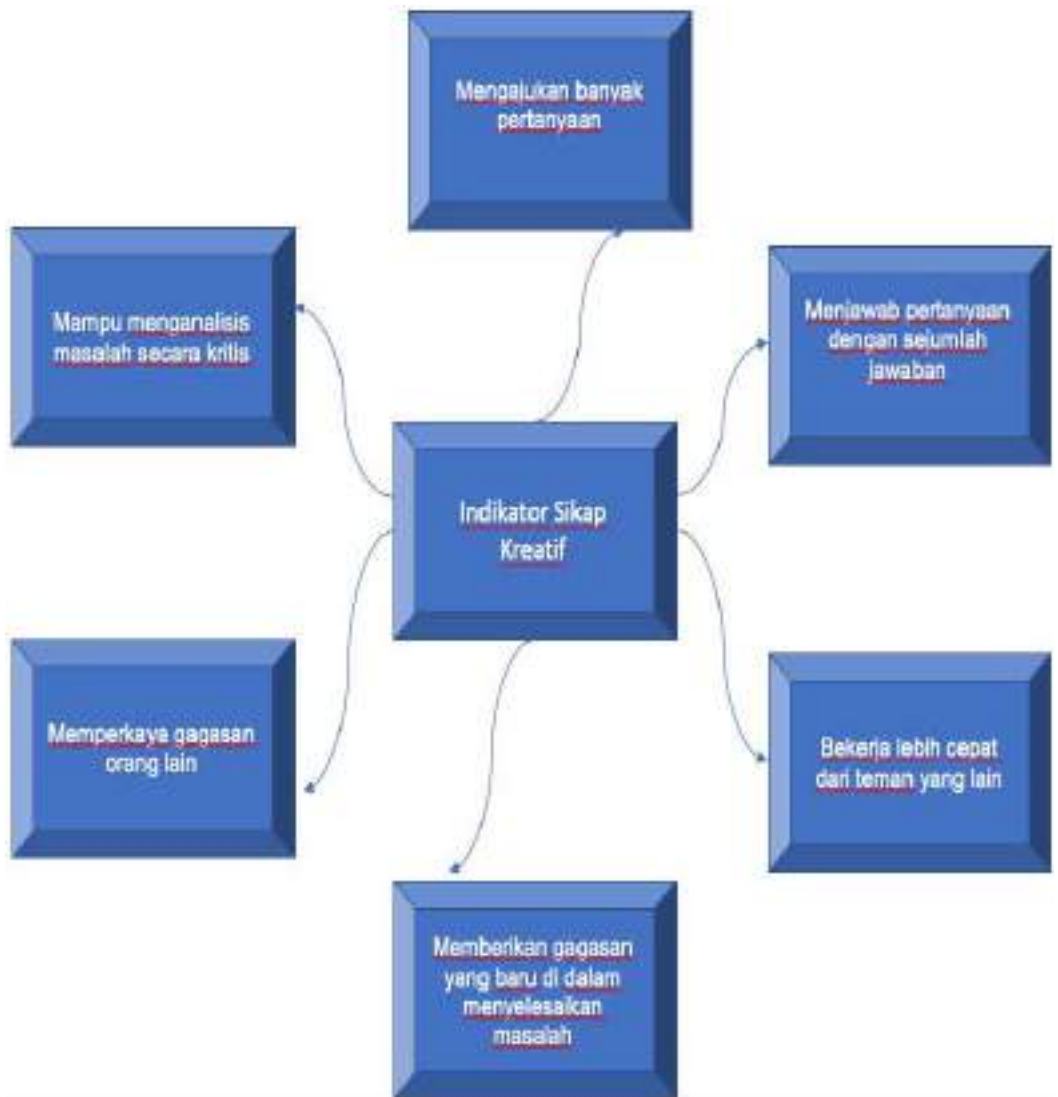 Mengajukan banyak
pertanyaan
Mampu menganalisis
masalah secara kritis
Menjawab pertanyaan
dengan sejumlah
jawaban
Indikator Sikap
Kreatif
Memperkaya gagasan
orang lain
Bekerja lebih cepat
dari teman yang lain
Memberikan gagasan
yang baru di dalam
menyelesaikan
masalah